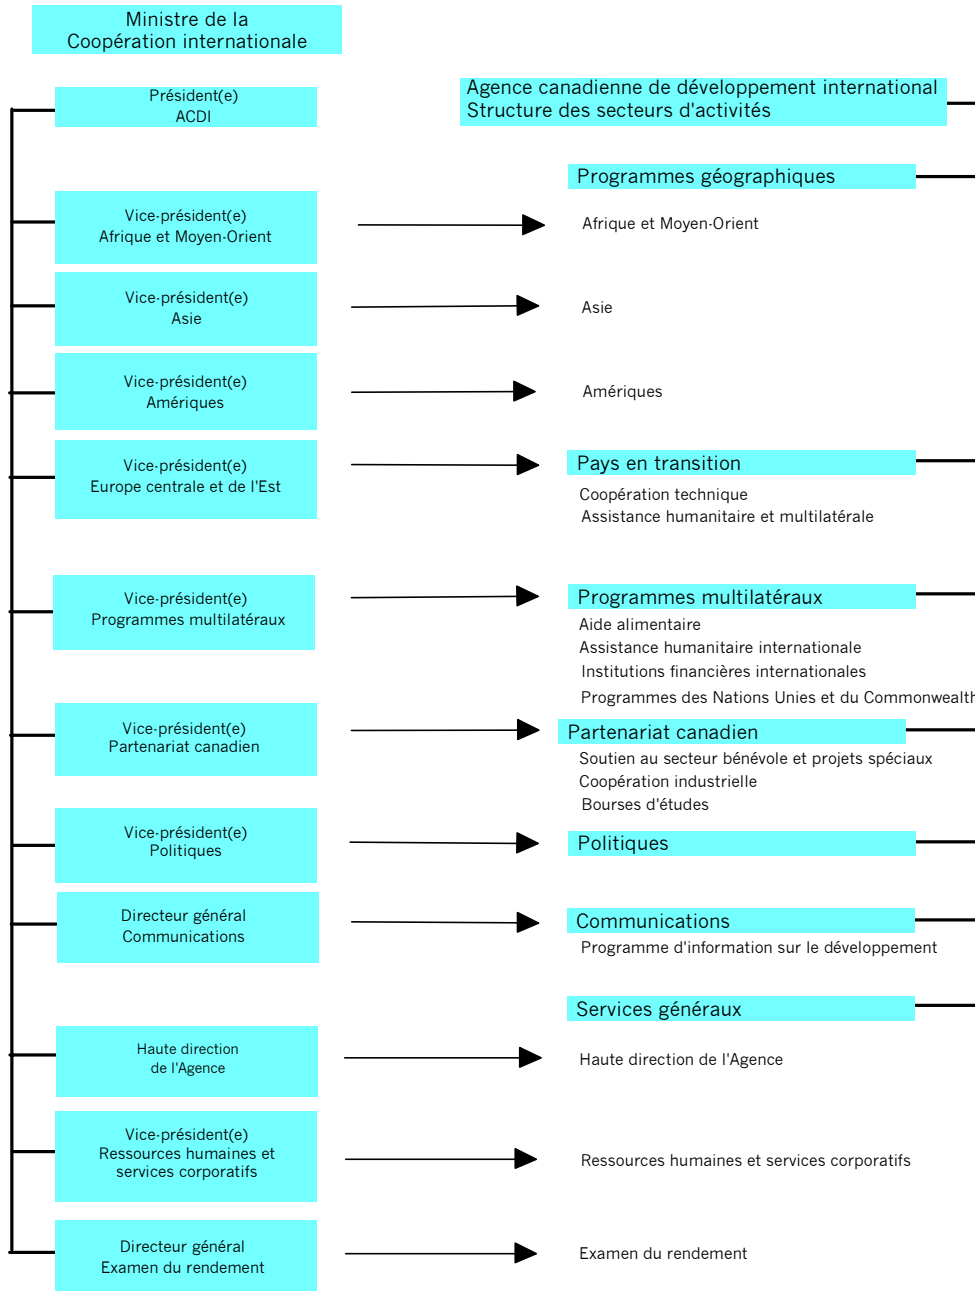 Ministre de la
Coopération internationale
Président(e)
ACDI
Agence canadienne de développement international
Structure des secteurs d'activités
Programmes géographiques
Vice-président(e)
Afrique et Moyen-Orient
Afrique et Moyen-Orient
Vice-président(e)
Asie
Asie
Vice-président(e)
Amériques
Amériques
Vice-président(e)
Europe centrale et de l'Est
Pays en transition
Coopération technique
Assistance humanitaire et multilatérale
Vice-président(e)
Programmes multilatéraux
Programmes multilatéraux
Aide alimentaire
Assistance humanitaire internationale
Institutions financières internationales
Programmes des Nations Unies et du Commonwealth
Vice-président(e)
Partenariat canadien
Partenariat canadien
Soutien au secteur bénévole et projets spéciaux
Coopération industrielle
Bourses d'études
Vice-président(e)
Politiques
Politiques
Directeur général
Communications
Communications
Programme d'information sur le développement
Services généraux
Haute direction
de l'Agence
Haute direction de l'Agence
Vice-président(e)
Ressources humaines et
services corporatifs
Ressources humaines et services corporatifs
Directeur général
Examen du rendement
Examen du rendement